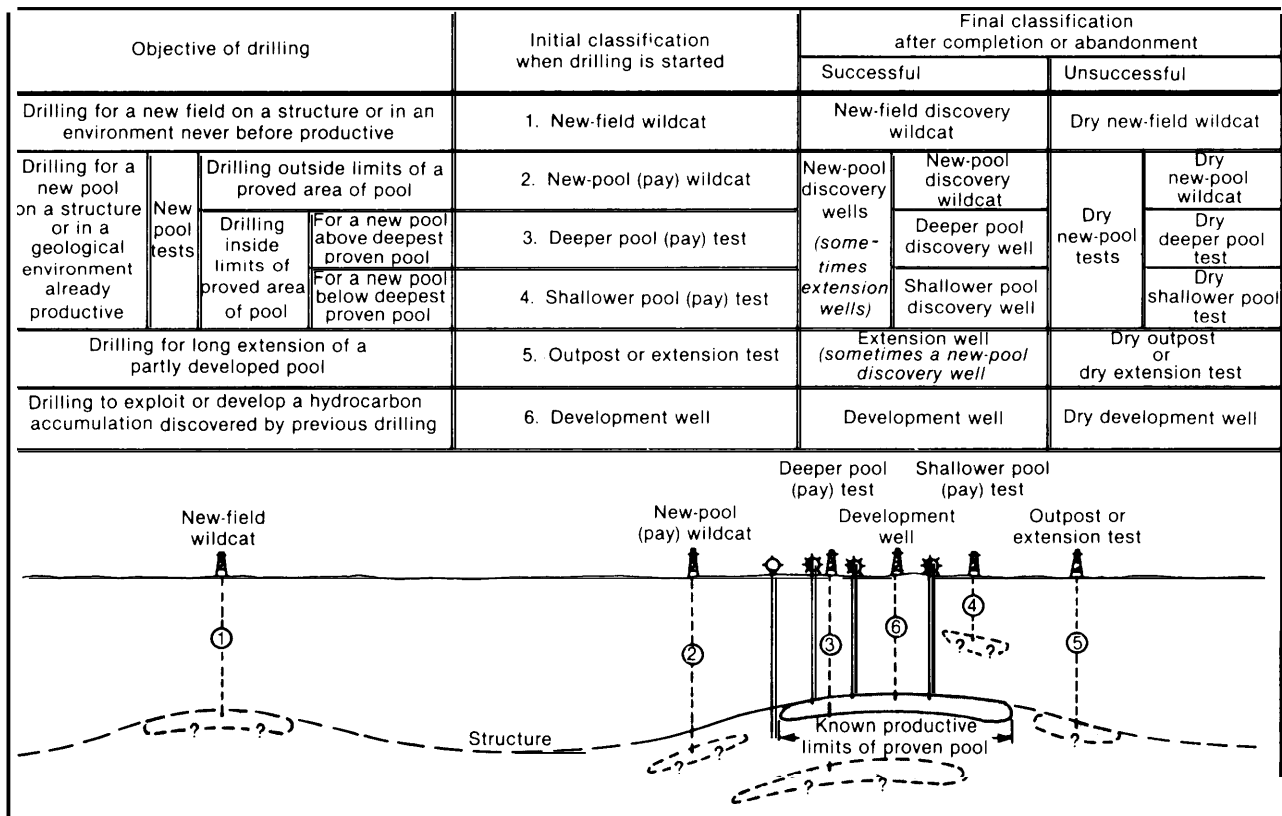 Objective of drilling
Initial classification
when drilling is started
Final classification
after completion or abandonment
Successful
Unsuccessful
Drilling for a new field on a structure or in an
environment never before productive
1. New-field wildcat
New-field discovery
wildcat
Dry new-field wildcat
Drilling for a
new pool
on a structure
or in a
geological
environment
already
productive
New
pool
tests
Drilling outside limits of a
proved area of pool
Drilling
inside
limits of
proved area
of pool
For a new pool
above deepest
proven pool
For a new pool
below deepest
proven pool
2. New-pool (pay) wildcat
3. Deeper pool (pay) test
4. Shallower pool (pay) test
New-pool
discovery
wells
(some-
times
extension
wells)
New-pool
discovery
wildcat
Deeper pool
discovery well
Shallower pool
discovery well
Dry
new-pool
tests
Dry
new-pool
wildcat
Dry
deeper pool
test
Dry
shallower pool
test
Drilling for long extension of a
partly developed pool
5. Outpost or extension test
Extension well
(sometimes a new-pool
discovery well
Dry outpost
or
dry extension test
Drilling to exploit or develop a hydrocarbon
accumulation discovered by previous drilling
6. Development well
Development well
Dry development well
New-field
wildcat
New-pool
(pay) wildcat
Deeper pool
(pay) test
Shallower pool
(pay) test
Development
well
Outpost or
extension test
1
2
3
6
4
5
? ?
? ?
?
Structure
Known productive
limits of proven pool
? ?
? ?